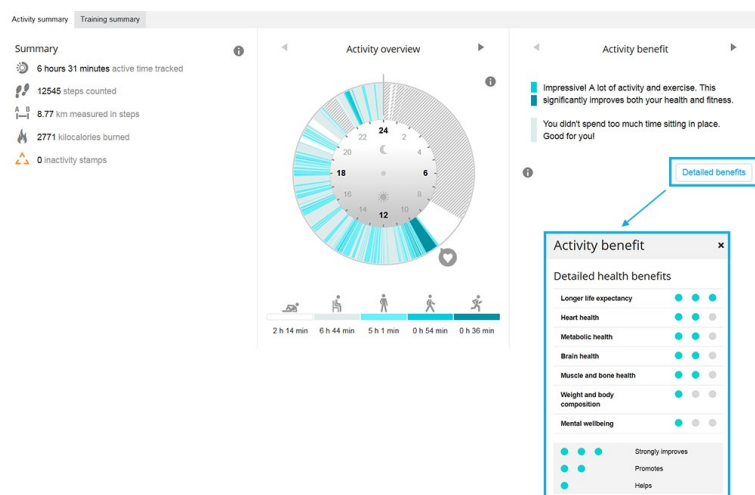 Activity summary
Training summary
Summary
6 hours 31 minutes active time tracked
12545 steps counted
A B
8.77 km measured in steps
2771 kilocalories burned
0 inactivity stamps
Activity overview
24
22
2
20
4
18
6
16
8
14
10
12
2 h 14 min
6 h 44 min
5 h 1 min
0 h 54 min
0 h 36 min
Activity benefit
Impressive! A lot of activity and exercise. This
significantly improves both your health and fitness.
You didn't spend too much time sitting in place.
Good for you!
Detailed benefits
Activity benefit
×
Detailed health benefits
Longer life expectancy
Heart health
Metabolic health
Brain health
Muscle and bone health
Weight and body
composition
Mental wellbeing
Strongly improves
Promotes
Helps